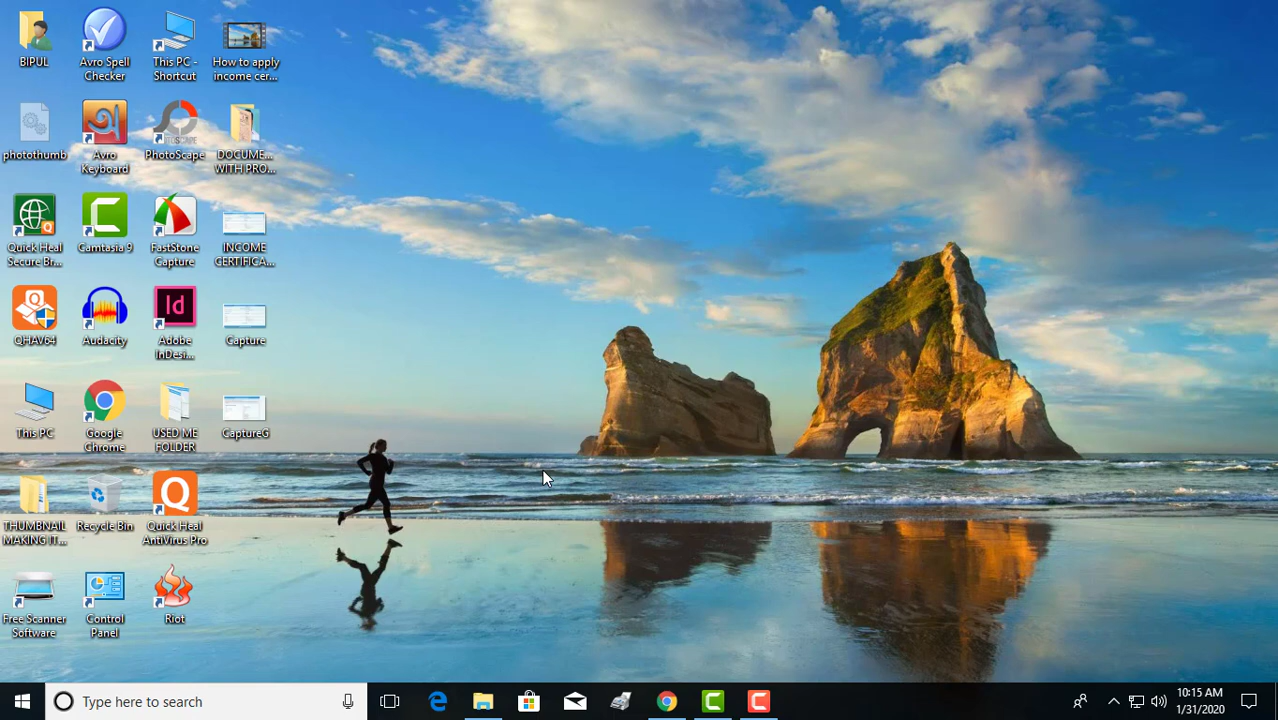 BIPUL
Avro Spell
Checker
This PC -
Shortcut
How to apply
income cer...
photothumb
Avro
Keyboard
PhotoScape
DOCUME...
WITH PRO...
Quick Heal
Secure Br...
Camtasia 9
FastStone
Capture
INCOME
CERTIFICA...
QHAV64
Audacity
Adobe
InDesi...
Capture
This PC
Google
Chrome
USED ME
FOLDER
CaptureG
THUMBNAIL
MAKING IT...
Recycle Bin
Quick Heal
AntiVirus Pro
Free Scanner
Software
Control
Panel
Riot
Type here to search
10:15 AM
1/31/2020